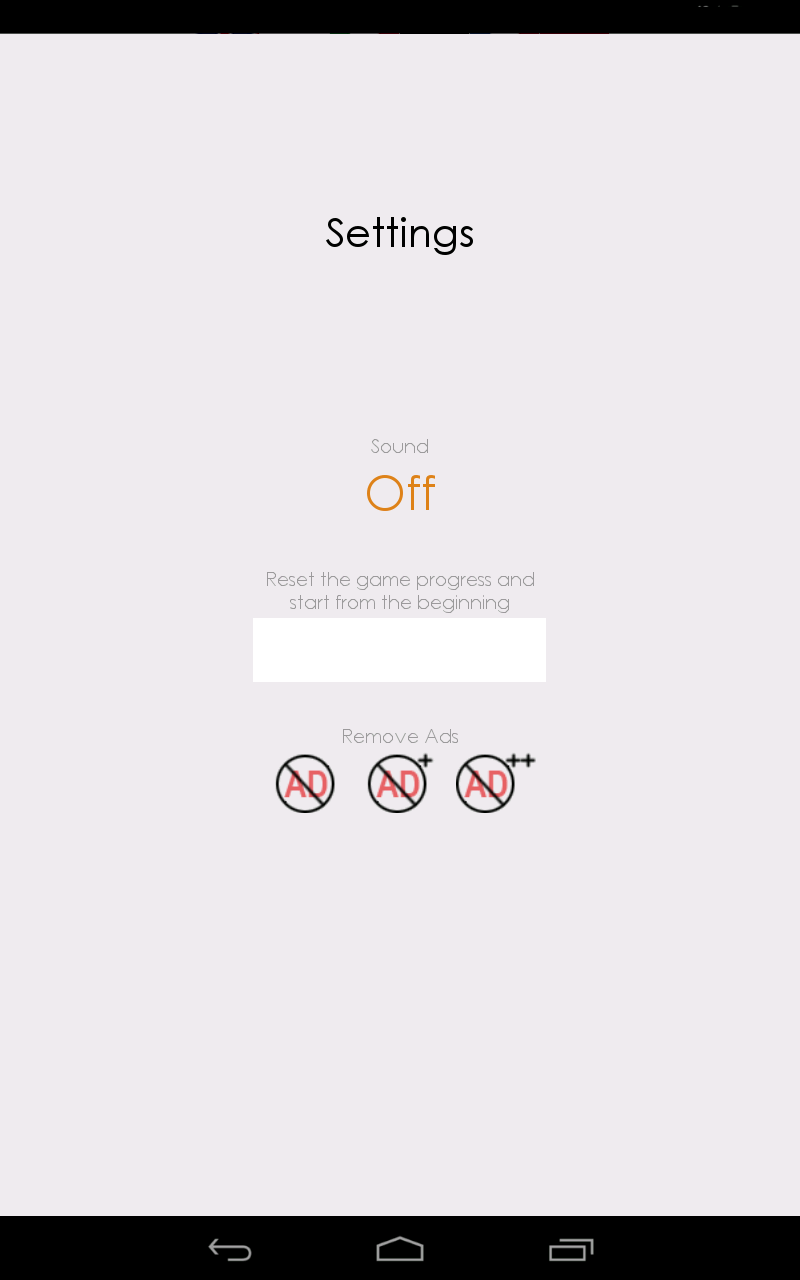 Settings
Sound
Off
Reset the game progress and
start from the beginning
Remove Ads
AD AD+ AD++